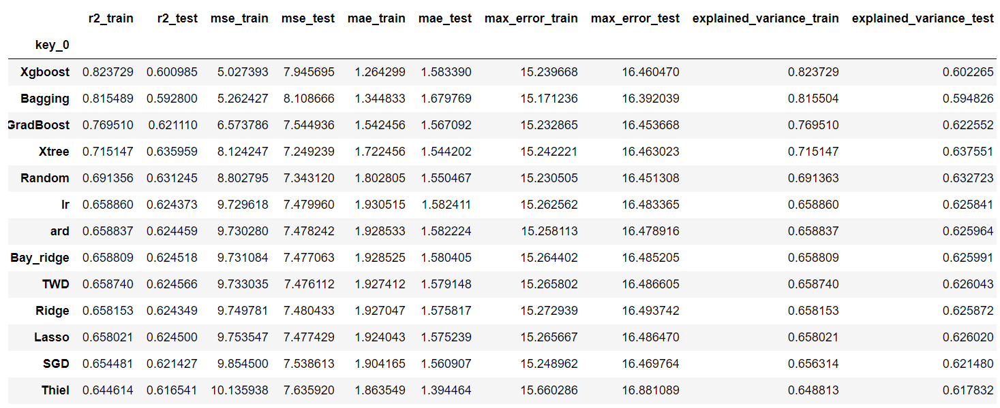 r2_train r2_test mse_train mse_test mae_train mae_test max_error_train max_error_test explained_variance_train explained_variance_test
key_0
Xgboost 0.823729 0.600985 5.027393 7.945695 1.264299 1.583390 15.239668 16.460470 0.823729 0.602265
Bagging 0.815489 0.592800 5.262427 8.108666 1.344833 1.679769 15.171236 16.392039 0.815504 0.594826
GradBoost 0.769510 0.621110 6.573786 7.544936 1.542456 1.567092 15.232865 16.453668 0.769510 0.622552
Xtree 0.715147 0.635959 8.124247 7.249239 1.722456 1.544202 15.242221 16.463023 0.715147 0.637551
Random 0.691356 0.631245 8.802795 7.343120 1.802805 1.550467 15.230505 16.451308 0.691363 0.632723
lr 0.658860 0.624373 9.729618 7.479960 1.930515 1.582411 15.262562 16.483365 0.658860 0.625841
ard 0.658837 0.624459 9.730280 7.478242 1.928533 1.582224 15.258113 16.478916 0.658837 0.625964
Bay_ridge 0.658809 0.624518 9.731084 7.477063 1.928525 1.580405 15.264402 16.485205 0.658809 0.625991
TWD 0.658740 0.624566 9.733035 7.476112 1.927412 1.579148 15.265802 16.486605 0.658740 0.626043
Ridge 0.658153 0.624349 9.749781 7.480433 1.927047 1.575817 15.272939 16.493742 0.658153 0.625872
Lasso 0.658021 0.624500 9.753547 7.477429 1.924043 1.575239 15.265667 16.486470 0.658021 0.626020
SGD 0.654481 0.621427 9.854500 7.538613 1.904165 1.560907 15.248962 16.469764 0.656314 0.621480
Thiel 0.644614 0.616541 10.135938 7.635920 1.863549 1.394464 15.660286 16.881089 0.648813 0.617832